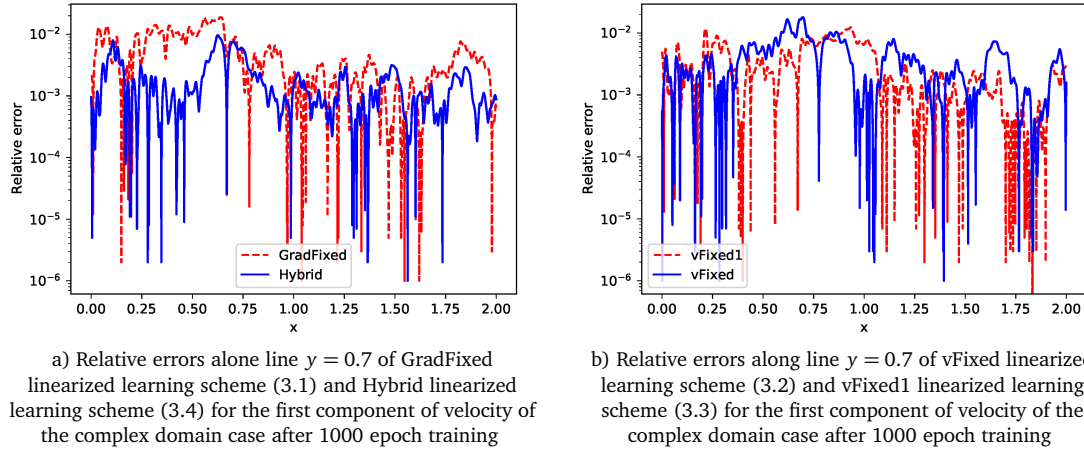 10⁻²
10⁻³
10⁻⁴
10⁻⁵
10⁻⁶
Relative error
GradFixed
Hybrid
0.00 0.25 0.50 0.75 1.00 1.25 1.50 1.75 2.00
x
a) Relative errors alone line y = 0.7 of GradFixed
linearized learning scheme (3.1) and Hybrid linearized
learning scheme (3.4) for the first component of velocity of
the complex domain case after 1000 epoch training
10⁻²
10⁻³
10⁻⁴
10⁻⁵
10⁻⁶
Relative error
vFixed1
vFixed
0.00 0.25 0.50 0.75 1.00 1.25 1.50 1.75 2.00
x
b) Relative errors along line y = 0.7 of vFixed linearize
learning scheme (3.2) and vFixed1 linearized learning
scheme (3.3) for the first component of velocity of the
complex domain case after 1000 epoch training